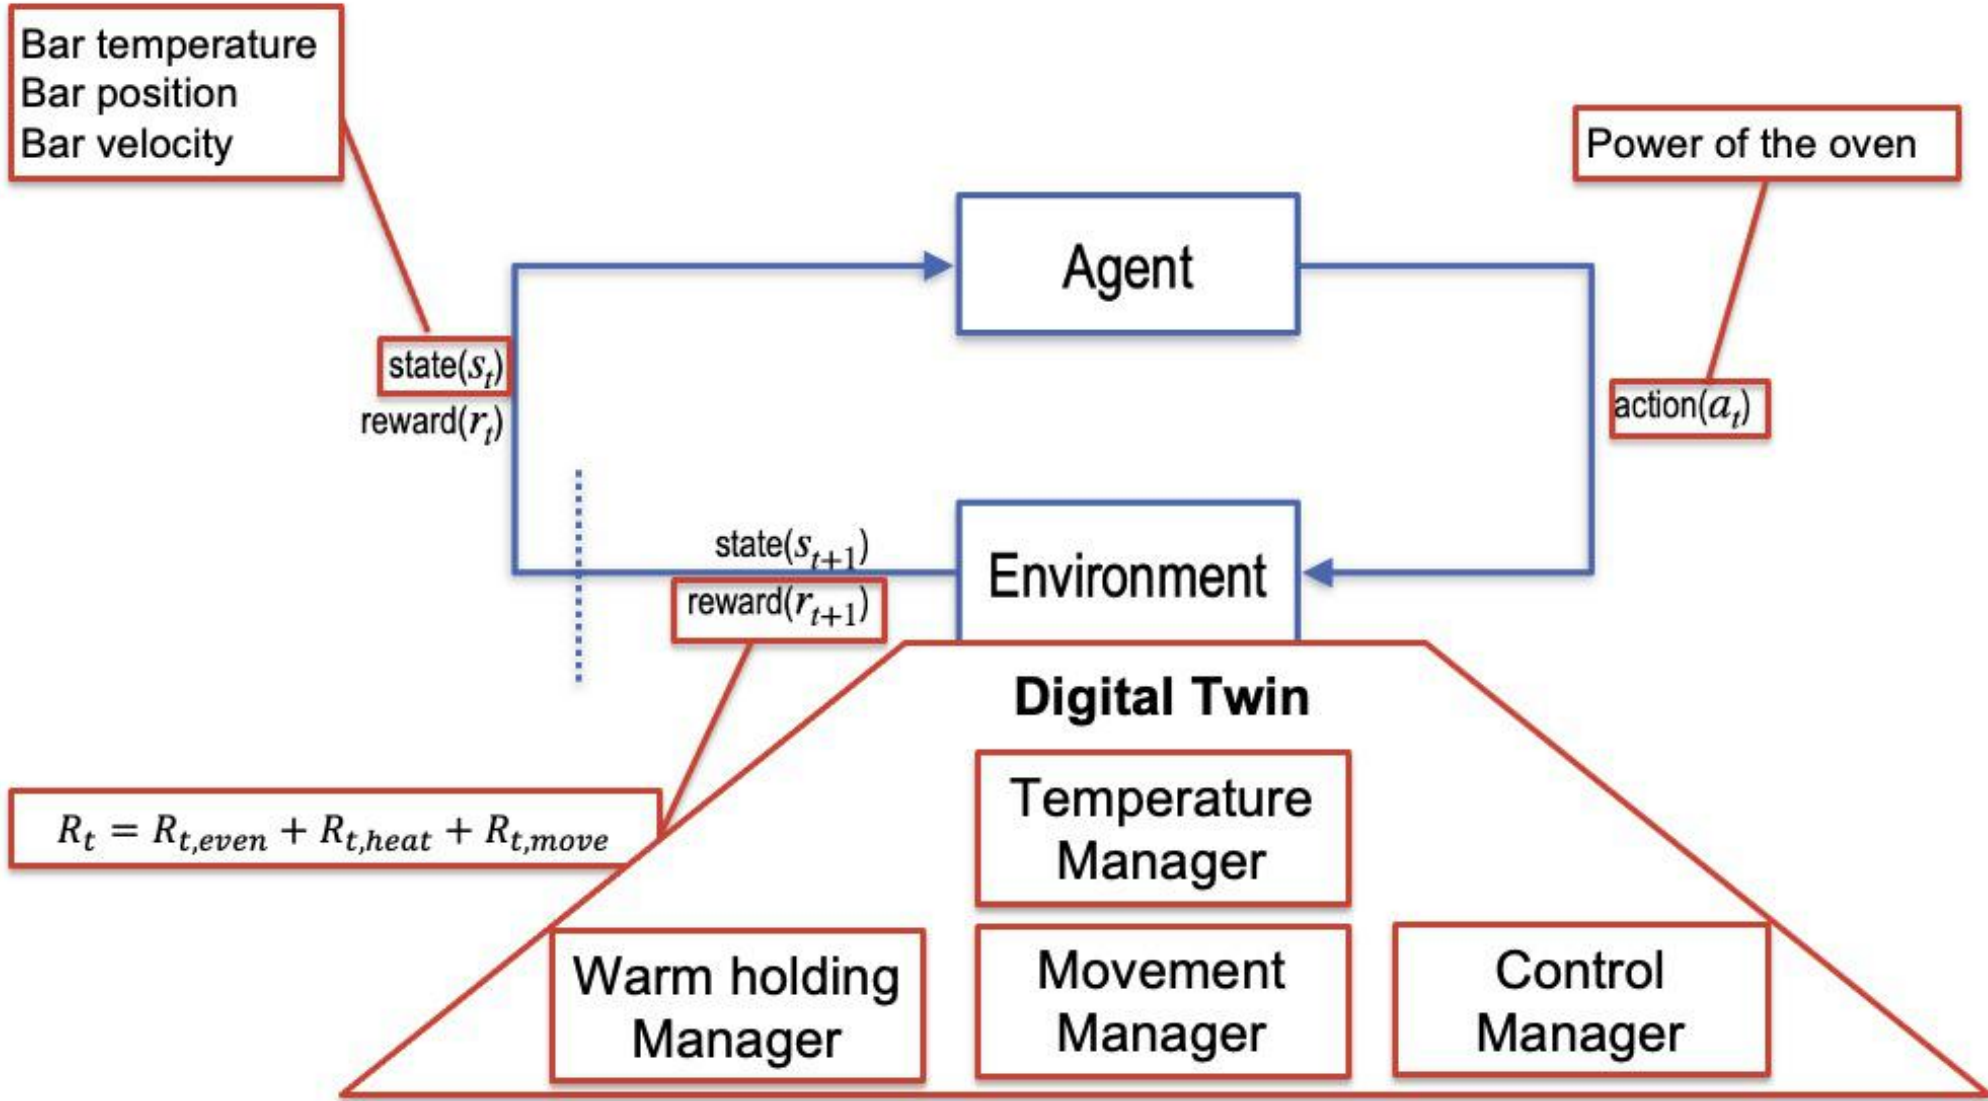 Bar temperature
Bar position
Bar velocity
Power of the oven
Agent
state(s_t)
reward(r_t)
action(a_t)
state(s_{t+1})
reward(r_{t+1})
Environment
Digital Twin
R_t = R_{t,even} + R_{t,heat} + R_{t,move}
Temperature
Manager
Warm holding
Manager
Movement
Manager
Control
Manager